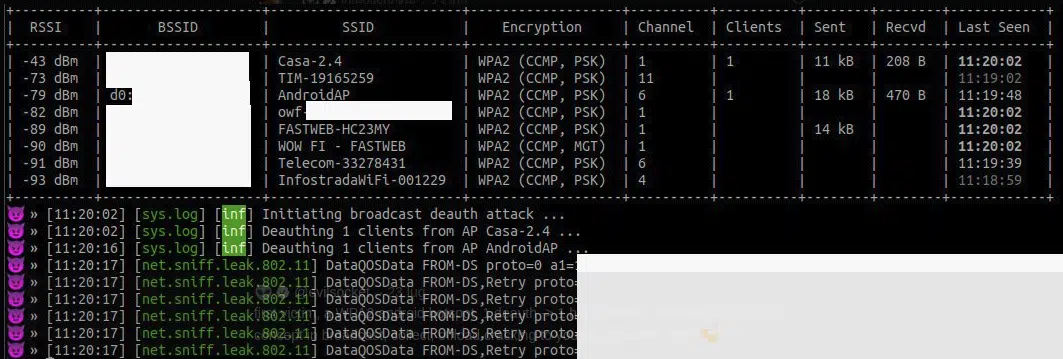 RSSI BSSID SSID Encryption Channel Clients Sent Recvd Last Seen
-43 dBm Casa-2.4 WPA2 (CCMP, PSK) 1 1 11 kB 208 B 11:20:02
-73 dBm TIM-19165259 WPA2 (CCMP, PSK) 11 11:19:02
-79 dBm d0: AndroidAP WPA2 (CCMP, PSK) 6 1 18 kB 470 B 11:19:48
-82 dBm owf- WPA2 (CCMP, PSK) 1 11:20:02
-89 dBm FASTWEB-HC23MY WPA2 (CCMP, PSK) 1 14 kB 11:20:02
-90 dBm WOW FI - FASTWEB WPA2 (CCMP, MGT) 1 11:20:02
-91 dBm Telecom-33278431 WPA2 (CCMP, PSK) 6 11:19:39
-93 dBm InfostradaWiFi-001229 WPA2 (CCMP, PSK) 4 11:18:59
» [11:20:02] [sys.log] [inf] Initiating broadcast deauth attack ...
» [11:20:02] [sys.log] [inf] Deauthing 1 clients from AP Casa-2.4 ...
» [11:20:16] [sys.log] [inf] Deauthing 1 clients from AP AndroidAP ...
» [11:20:17] [net.sniff.leak.802.11] DataQOSData FROM-DS proto=0 a1=
» [11:20:17] [net.sniff.leak.802.11] DataQOSData FROM-DS,Retry proto=
» [11:20:17] [net.sniff.leak.802.11] DataQOSData FROM-DS,Retry proto=
» [11:20:17] [net.sniff.leak.802.11] DataQOSData FROM-DS,Retry proto=
» [11:20:17] [net.sniff.leak.802.11] DataQOSData FROM-DS,Retry proto=
» [11:20:17] [net.sniff.leak.802.11] DataQOSData FROM-DS,Retry proto=